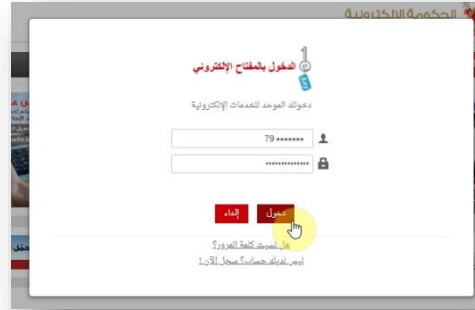 الحكومة الالكترونية
الدخول بالمفتاح الإلكتروني
دخولك الموحد للخدمات الإلكترونية
79 •••••••
دخول
إلغاء
هل نسيت كلمة المرور؟
ليس لديك حساب؟ سجل الآن!